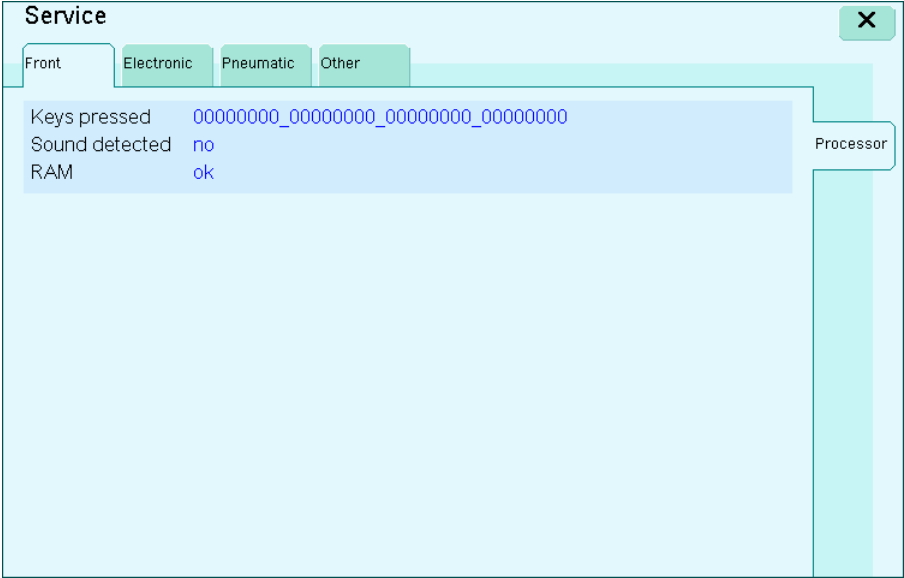 Service
X
Front Electronic Pneumatic Other
Keys pressed 00000000_00000000_00000000_00000000
Sound detected no
RAM ok
Processor